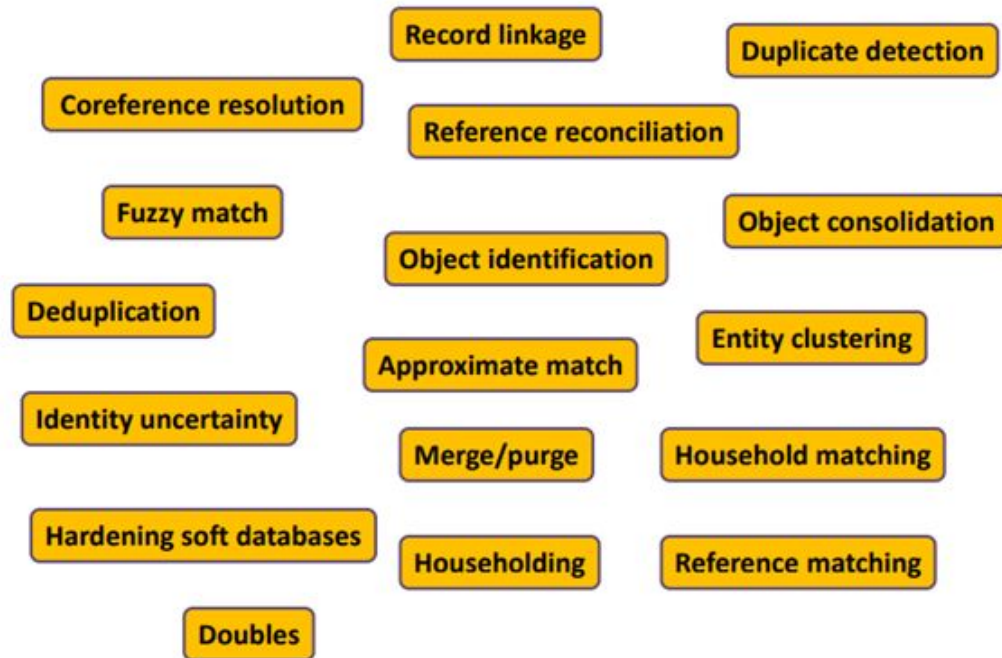 Record linkage
Duplicate detection
Coreference resolution
Reference reconciliation
Fuzzy match
Object consolidation
Object identification
Deduplication
Entity clustering
Approximate match
Identity uncertainty
Merge/purge
Household matching
Hardening soft databases
Householding
Reference matching
Doubles